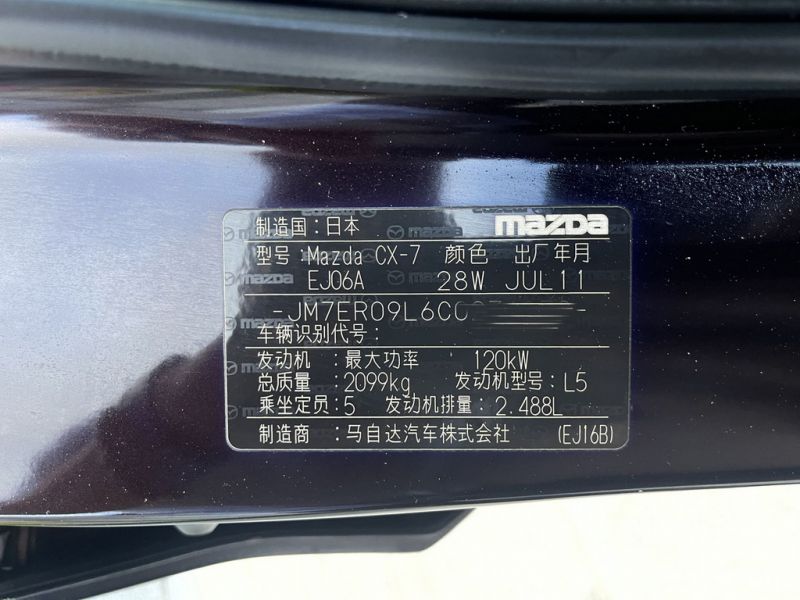 制造国：日本 mazda
型号：Mazda CX-7 颜色 出厂年月
EJ06A 28W JUL11
-JM7ER09L6C
车辆识别代号：
发动机：最大功率 120kW
总质量：2099kg 发动机型号：L5
乘坐定员：5 发动机排量：2.488L
制造商：马自达汽车株式会社 (EJ16B)